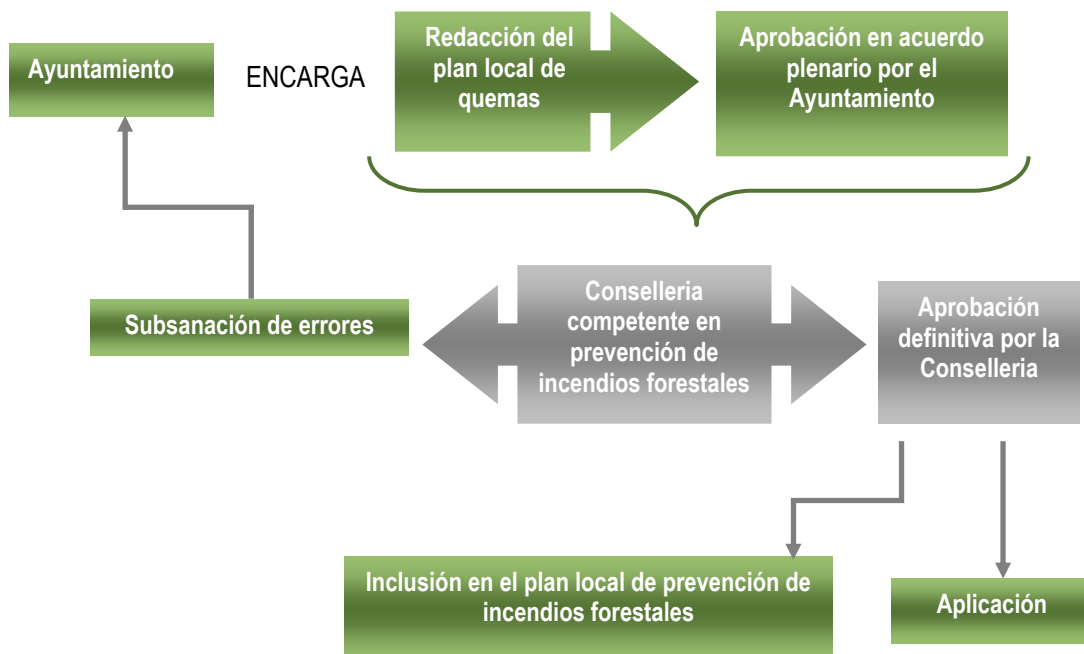 Ayuntamiento
ENCARGA
Redacción del
plan local de
quemas
Aprobación en acuerdo
plenario por el
Ayuntamiento
Subsanación de errores
Conselleria
competente en
prevención de
incendios forestales
Aprobación
definitiva por la
Conselleria
Inclusión en el plan local de prevención de
incendios forestales
Aplicación